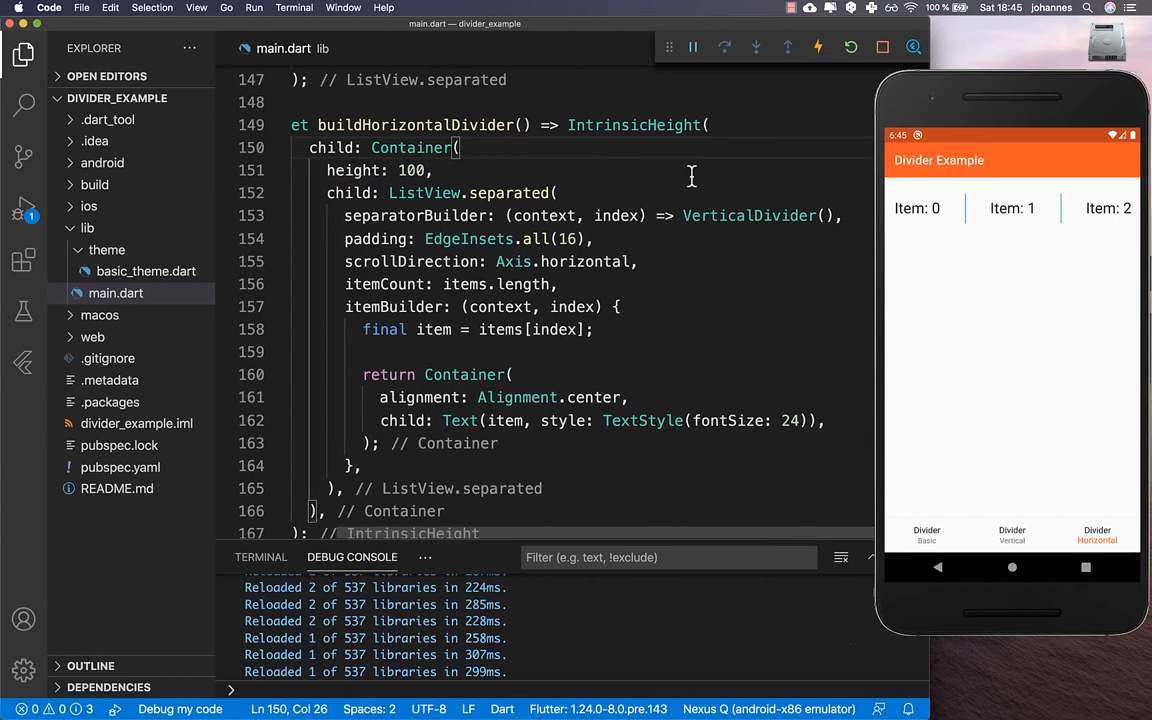 Code File Edit Selection View Go Run Terminal Window Help 100 % Sat 18:45 johannes
main.dart — divider_example
EXPLORER
OPEN EDITORS
DIVIDER_EXAMPLE
.dart_tool
.idea
android
build
ios
lib
theme
basic_theme.dart
main.dart
macos
web
.gitignore
.metadata
.packages
divider_example.iml
pubspec.lock
pubspec.yaml
README.md
OUTLINE
DEPENDENCIES
1
main.dart lib
147 ); // ListView.separated
148
149 et buildHorizontalDivider() => IntrinsicHeight(
150 child: Container(
151 height: 100,
152 child: ListView.separated(
153 separatorBuilder: (context, index) => VerticalDivider(),
154 padding: EdgeInsets.all(16),
155 scrollDirection: Axis.horizontal,
156 itemCount: items.length,
157 itemBuilder: (context, index) {
158 final item = items[index];
159
160 return Container(
161 alignment: Alignment.center,
162 child: Text(item, style: TextStyle(fontSize: 24)),
163 ); // Container
164 },
165 ), // ListView.separated
166 ), // Container
167 ); // IntrinsicHeight
TERMINAL DEBUG CONSOLE ··· Filter (e.g. text, !exclude)
Reloaded 2 of 537 libraries in 224ms.
Reloaded 2 of 537 libraries in 285ms.
Reloaded 2 of 537 libraries in 228ms.
Reloaded 1 of 537 libraries in 258ms.
Reloaded 1 of 537 libraries in 307ms.
Reloaded 1 of 537 libraries in 299ms.
6:45
Divider Example
Item: 0 Item: 1 Item: 2
Divider Divider Divider
Basic Vertical Horizontal
0 0 3 Debug my code Ln 150, Col 26 Spaces: 2 UTF-8 LF Dart Flutter: 1.24.0-8.0.pre.143 Nexus Q (android-x86 emulator)